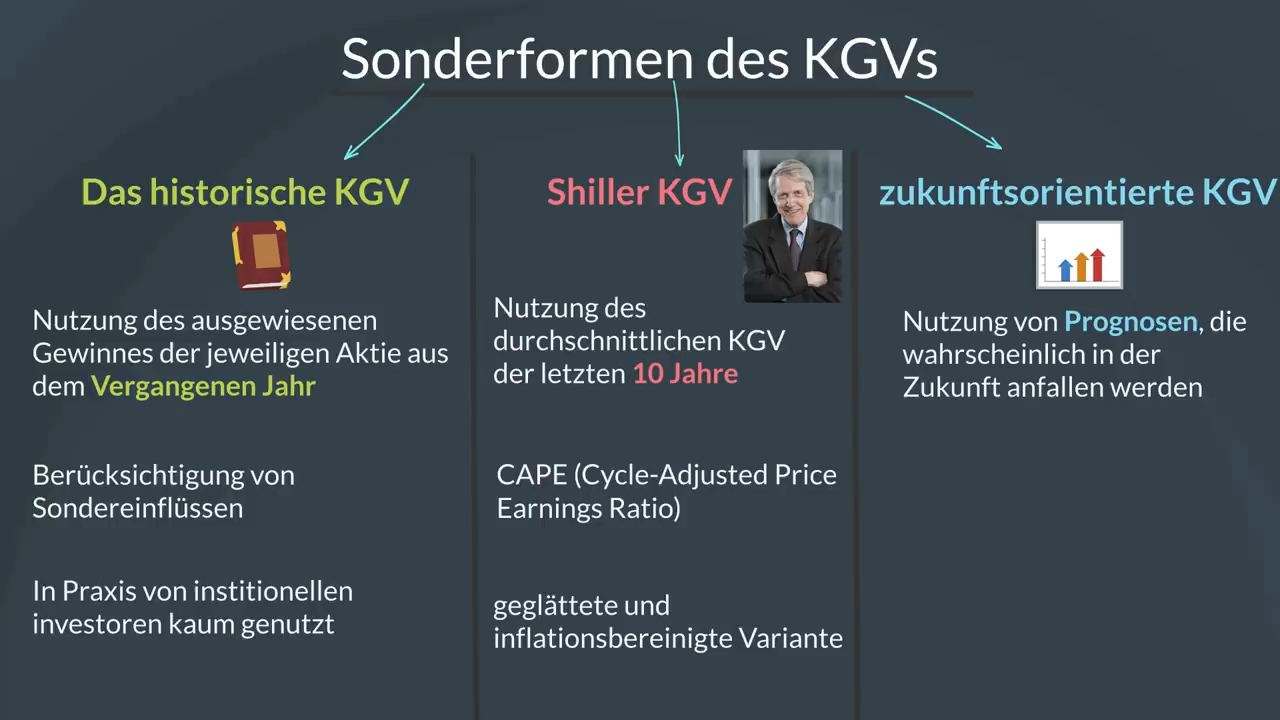 Sonderformen des KGVs
Das historische KGV
Nutzung des ausgewiesenen
Gewinnes der jeweiligen Aktie aus
dem Vergangenen Jahr
Berücksichtigung von
Sondereinflüssen
In Praxis von institionellen
investoren kaum genutzt
Shiller KGV
Nutzung des
durchschnittlichen KGV
der letzten 10 Jahre
CAPE (Cycle-Adjusted Price
Earnings Ratio)
geglättete und
inflationsbereinigte Variante
zukunftsorientierte KGV
Nutzung von Prognosen, die
wahrscheinlich in der
Zukunft anfallen werden